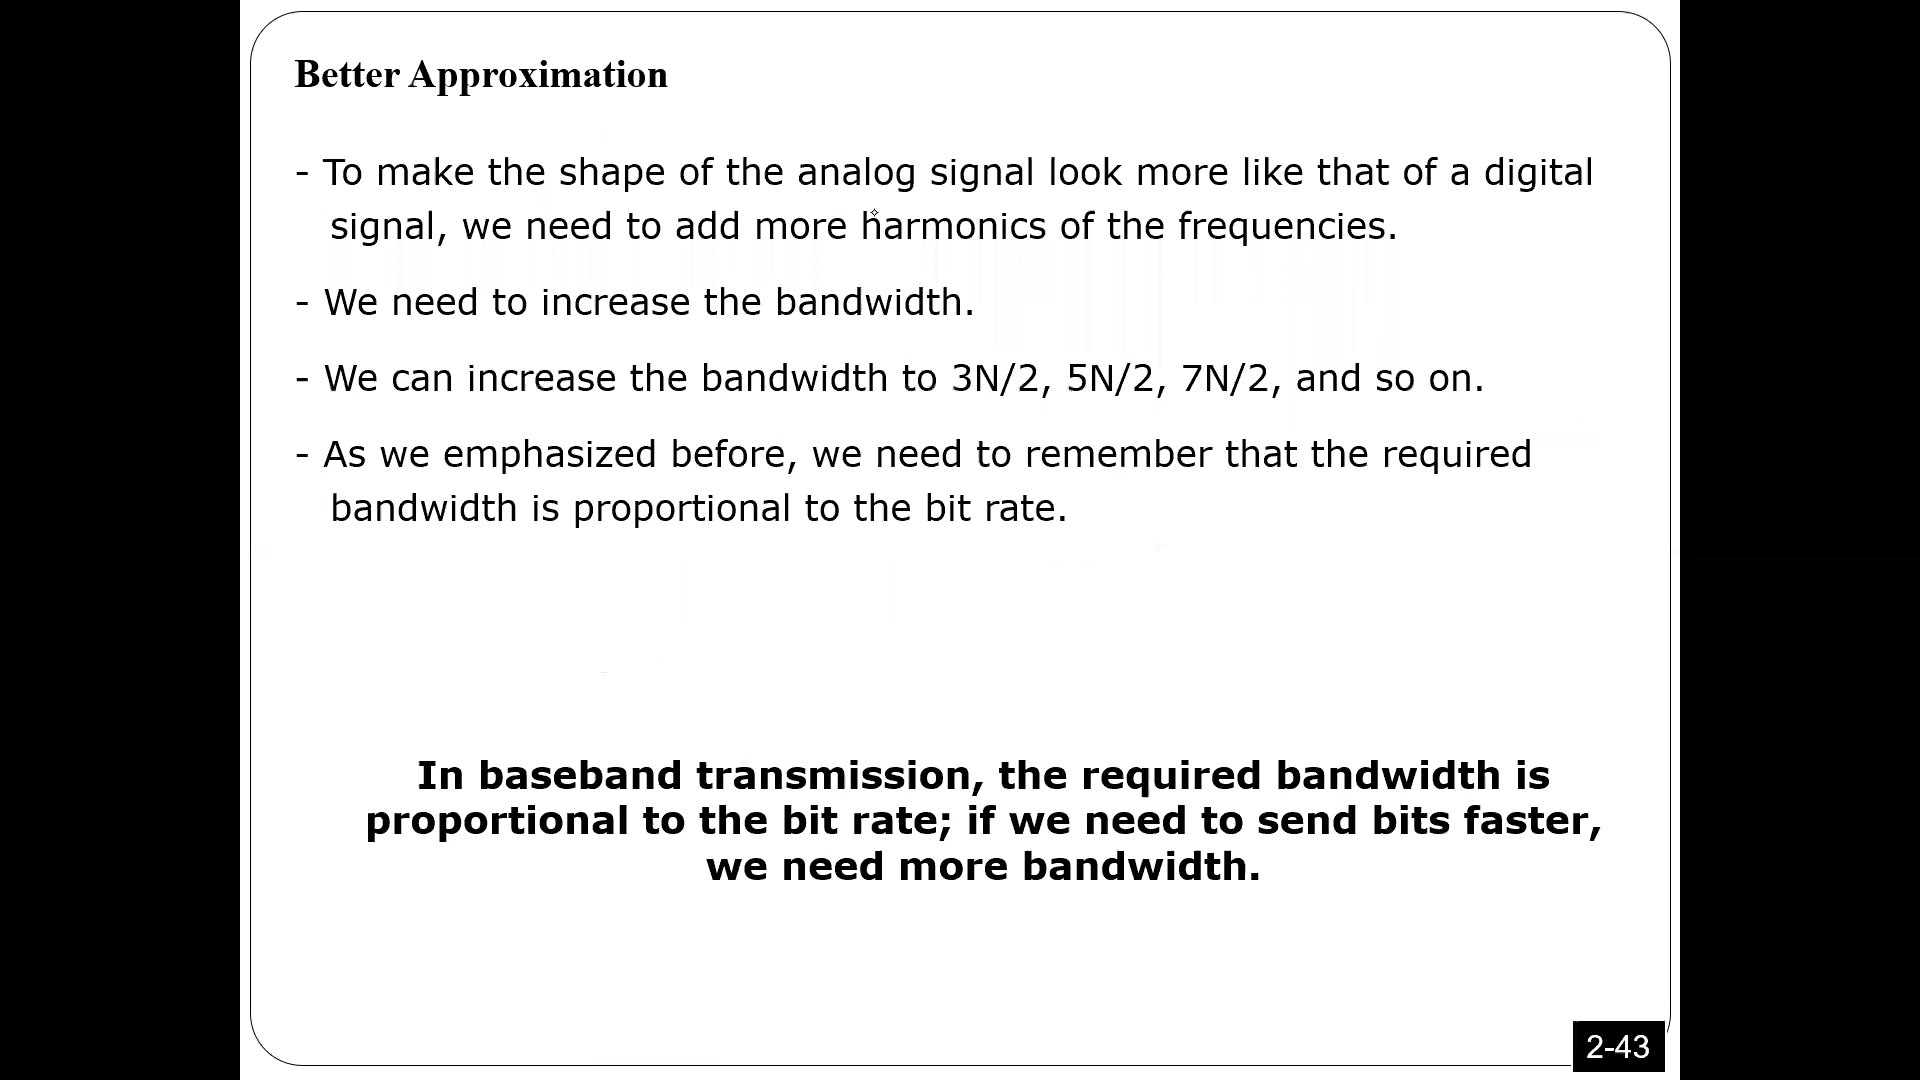 Better Approximation
- To make the shape of the analog signal look more like that of a digital
signal, we need to add more harmonics of the frequencies.
- We need to increase the bandwidth.
- We can increase the bandwidth to 3N/2, 5N/2, 7N/2, and so on.
- As we emphasized before, we need to remember that the required
bandwidth is proportional to the bit rate.
In baseband transmission, the required bandwidth is
proportional to the bit rate; if we need to send bits faster,
we need more bandwidth.
2-43